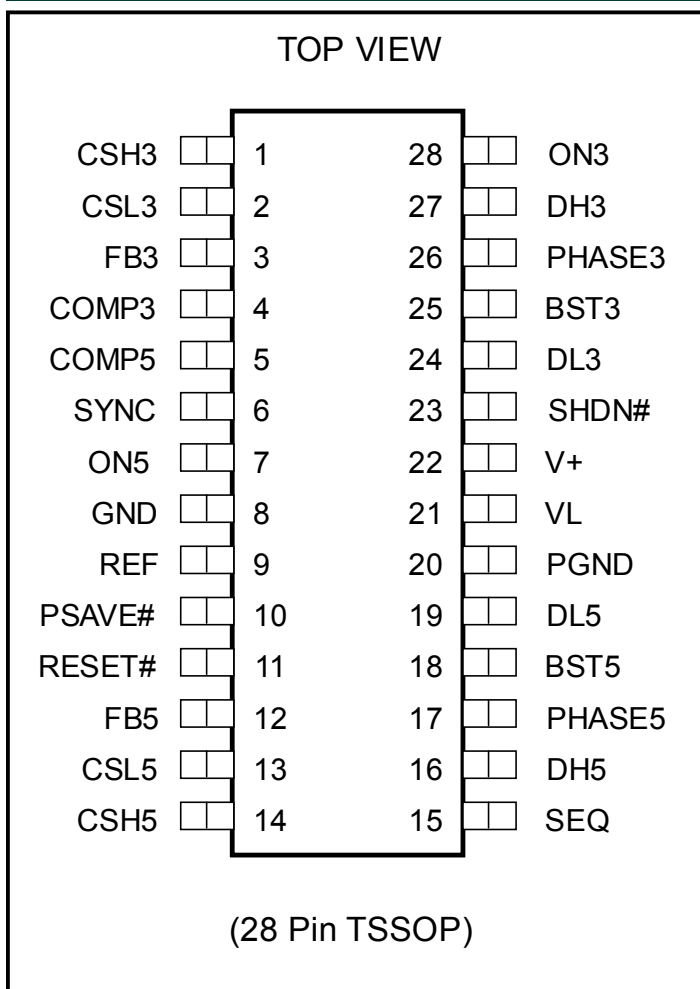 TOP VIEW
CSH3 1 28 ON3
CSL3 2 27 DH3
FB3 3 26 PHASE3
COMP3 4 25 BST3
COMP5 5 24 DL3
SYNC 6 23 SHDN#
ON5 7 22 V+
GND 8 21 VL
REF 9 20 PGND
PSAVE# 10 19 DL5
RESET# 11 18 BST5
FB5 12 17 PHASE5
CSL5 13 16 DH5
CSH5 14 15 SEQ
(28 Pin TSSOP)